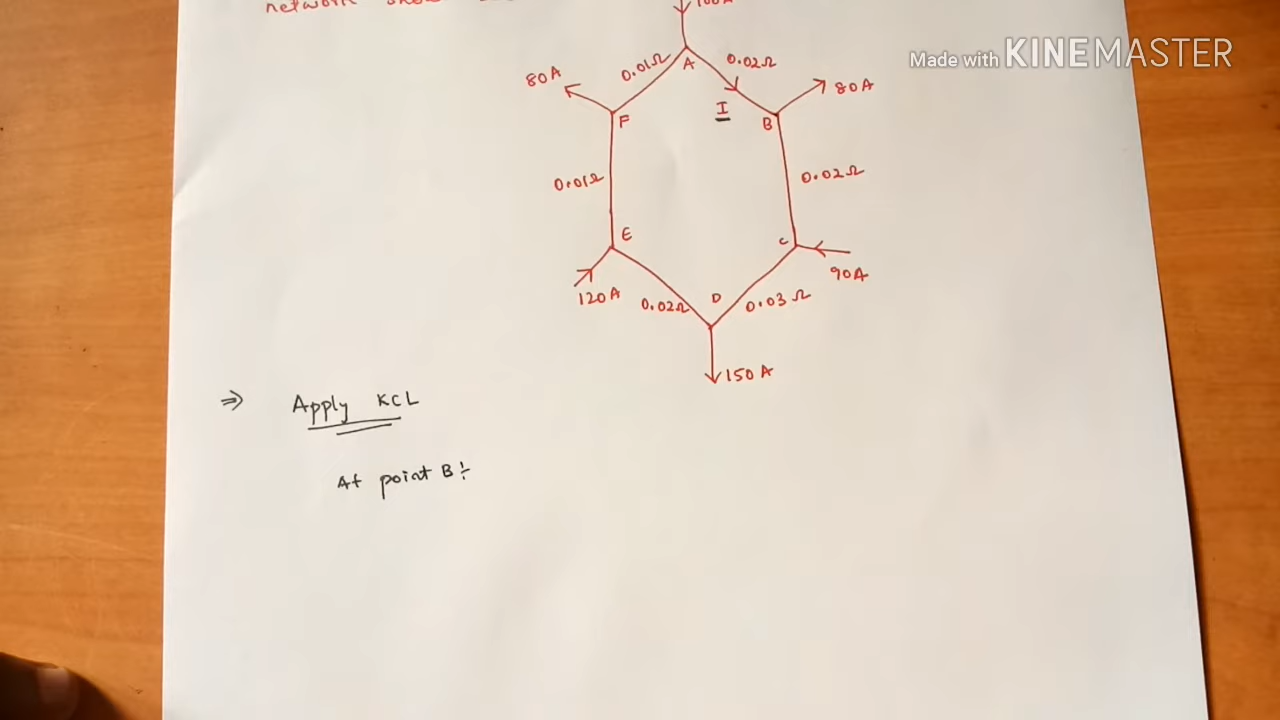 network
Made with KINEMASTER
80A
0.01Ω
A
0.02Ω
80A
F
I
B
0.01Ω
0.02Ω
E
C
90A
120A
0.02Ω
D
0.03Ω
150A
⇒ Apply KCL
At point B: